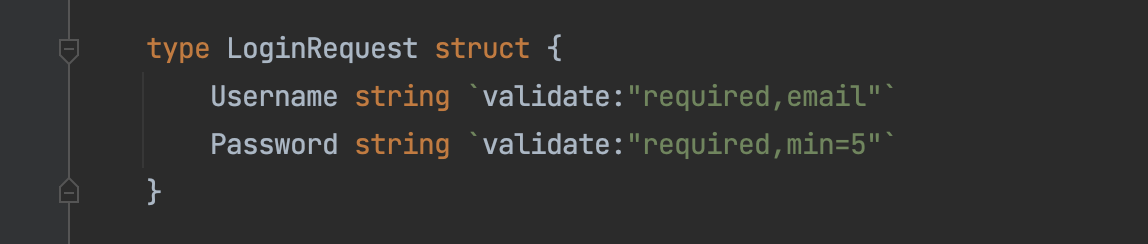 type LoginRequest struct {
    Username string `validate:"required,email"`
    Password string `validate:"required,min=5"`
}